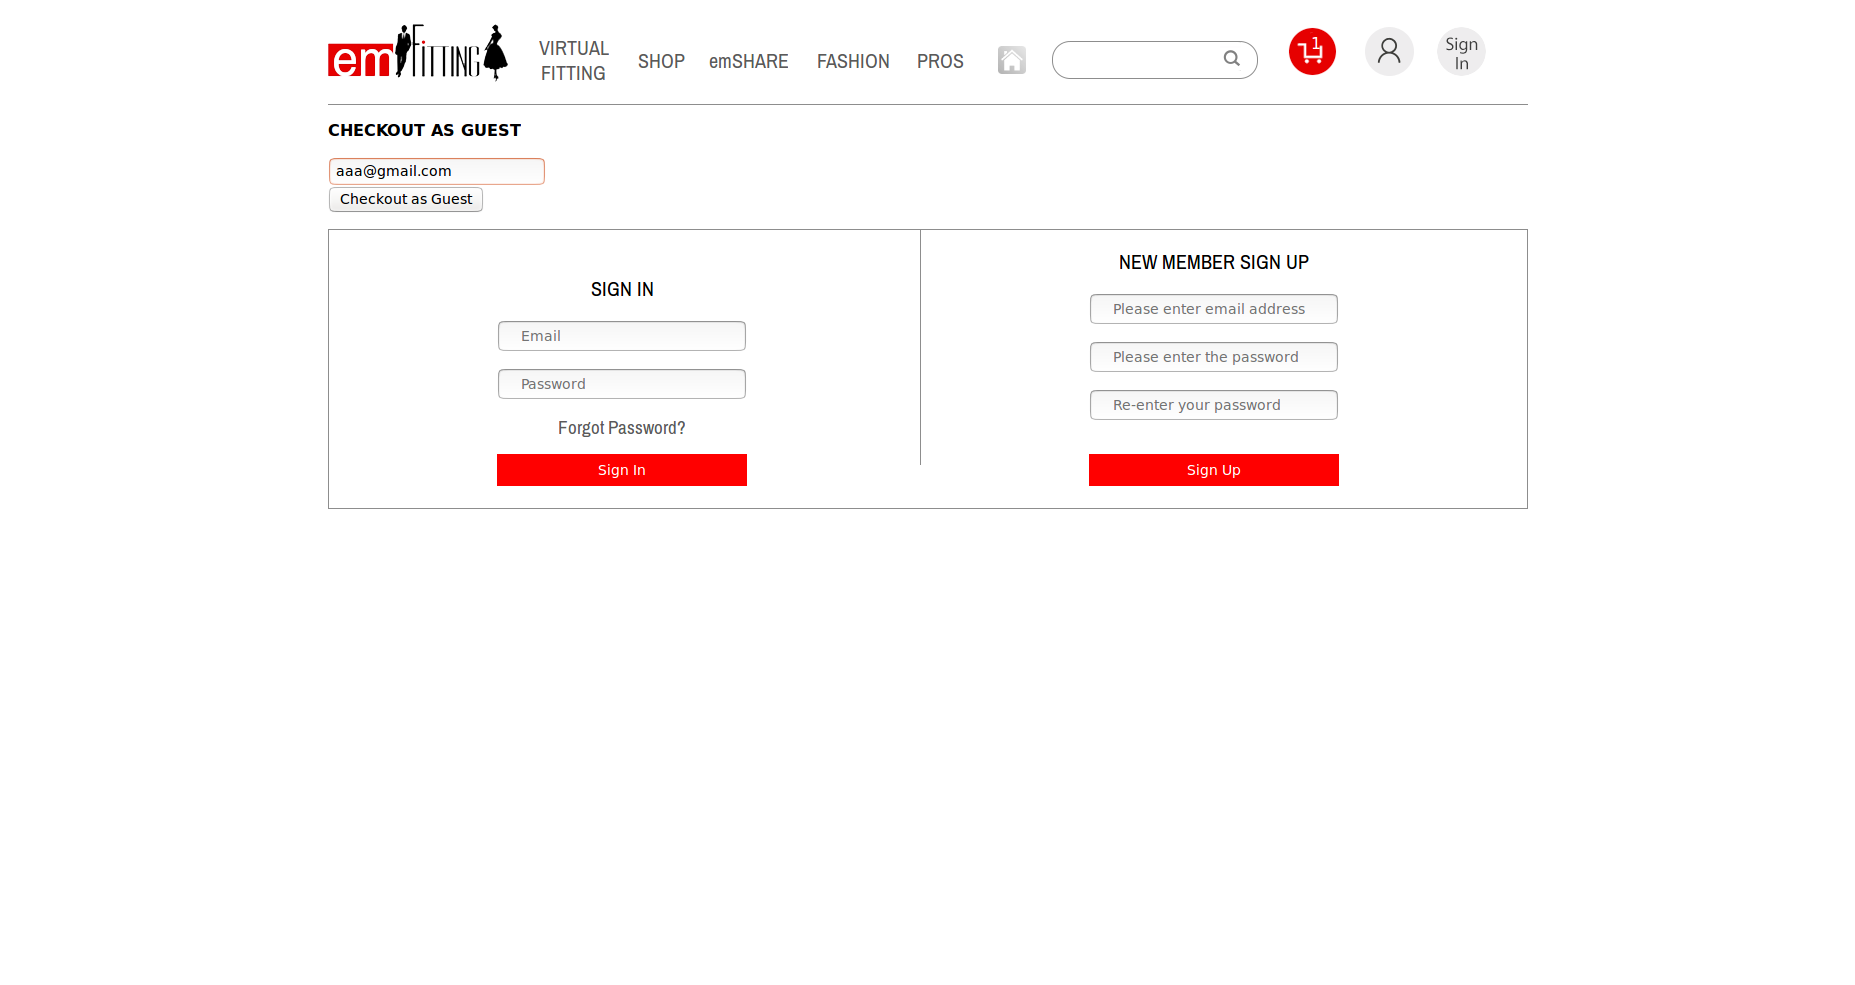 em FiTTING
VIRTUAL
FITTING
SHOP
emSHARE
FASHION
PROS
1
Sign
In
CHECKOUT AS GUEST
aaa@gmail.com
Checkout as Guest
SIGN IN
Email
Password
Forgot Password?
Sign In
NEW MEMBER SIGN UP
Please enter email address
Please enter the password
Re-enter your password
Sign Up